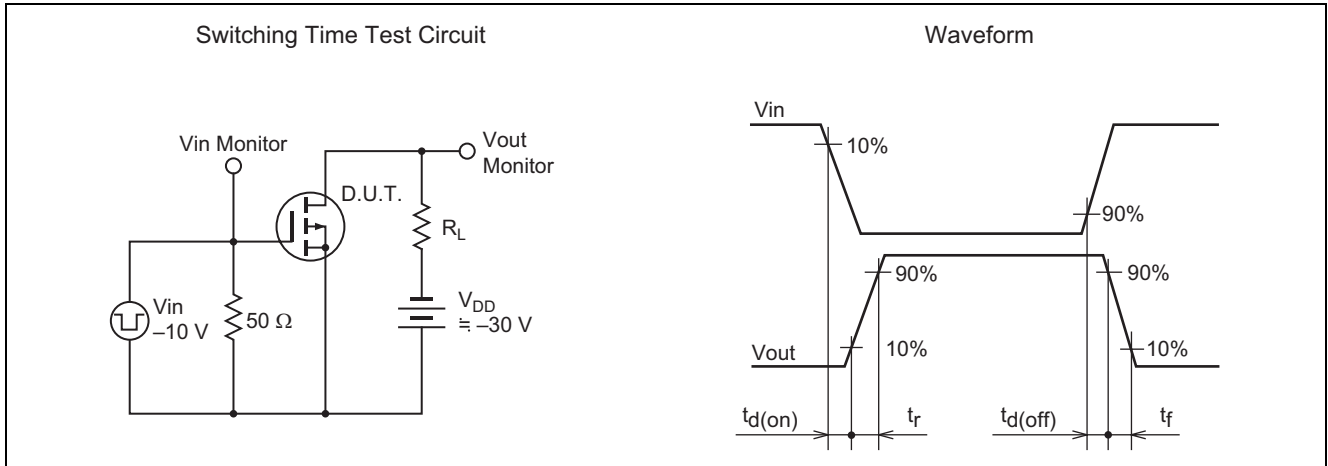 Switching Time Test Circuit
Vin Monitor
Vout
Monitor
D.U.T.
RL
Vin
–10 V
50 Ω
VDD
≒ –30 V
Waveform
Vin
10%
90%
90%
90%
Vout
10%
10%
td(on)
tr
td(off)
tf